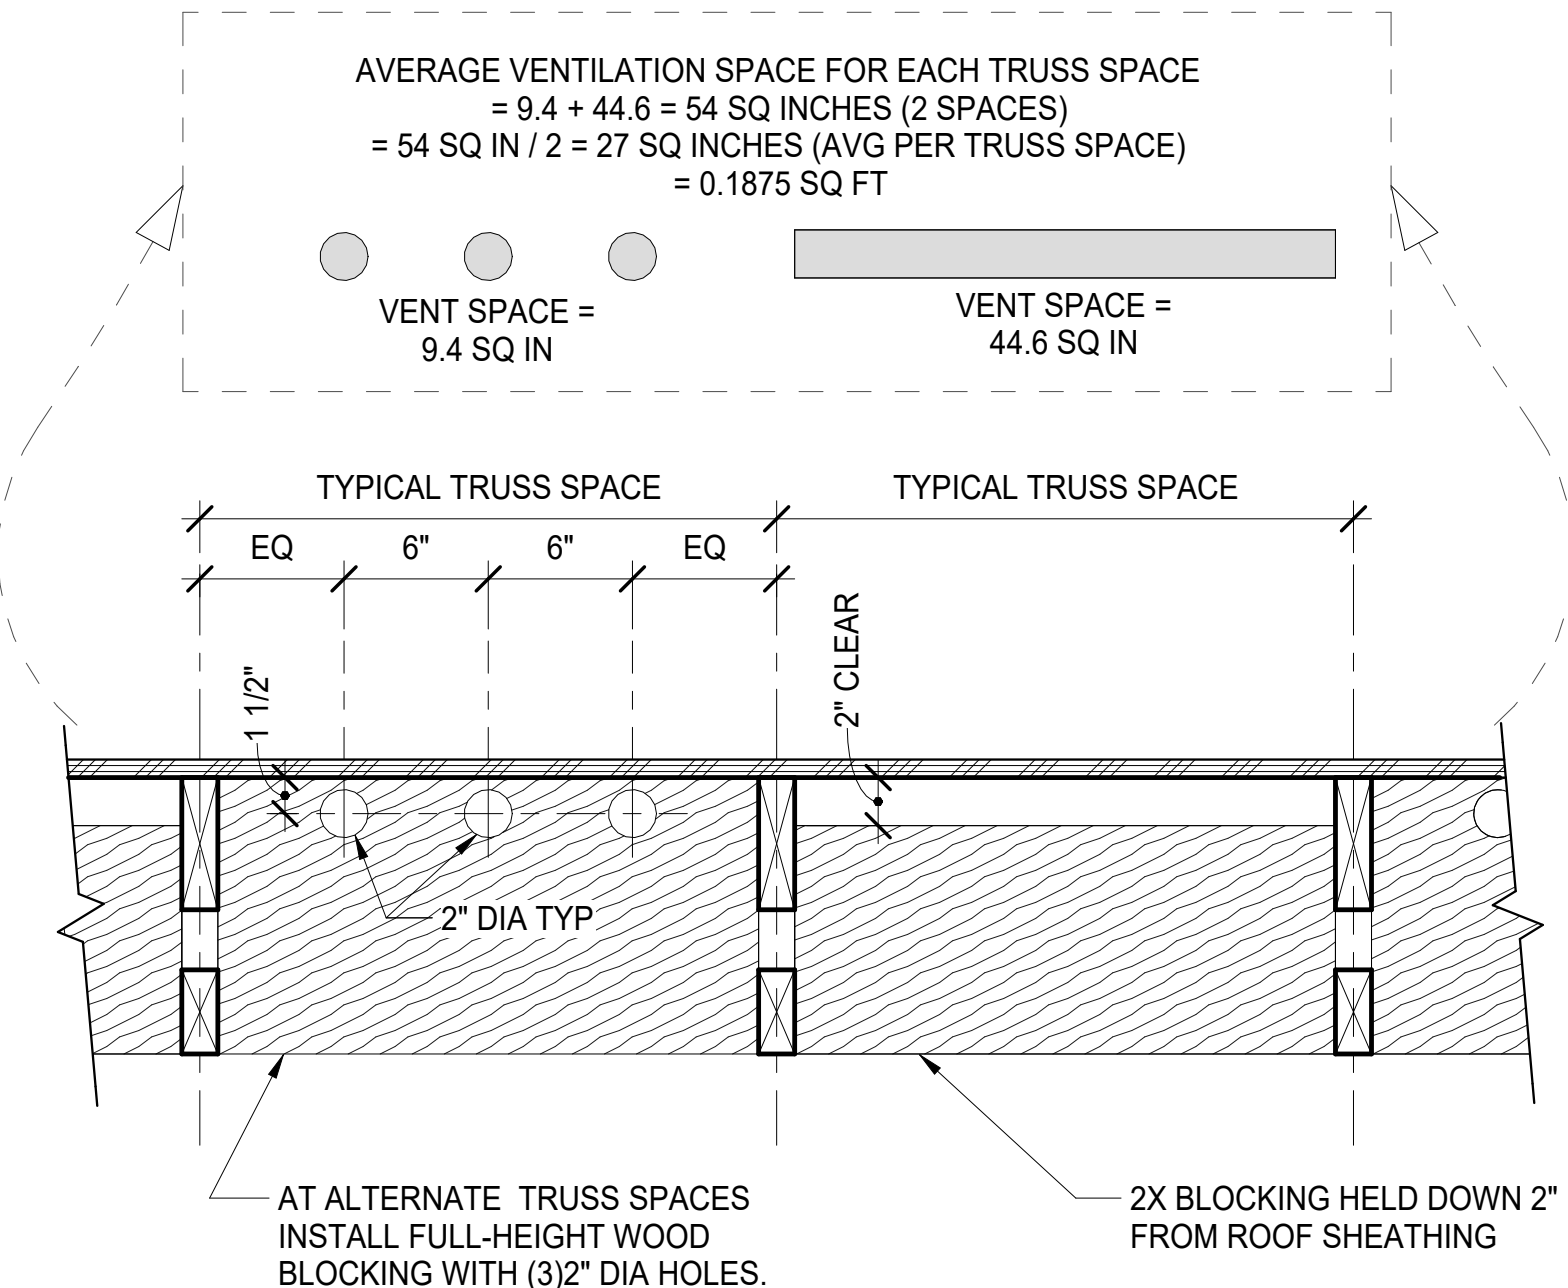 AVERAGE VENTILATION SPACE FOR EACH TRUSS SPACE
= 9.4 + 44.6 = 54 SQ INCHES (2 SPACES)
= 54 SQ IN / 2 = 27 SQ INCHES (AVG PER TRUSS SPACE)
= 0.1875 SQ FT
VENT SPACE =
9.4 SQ IN
VENT SPACE =
44.6 SQ IN
TYPICAL TRUSS SPACE
TYPICAL TRUSS SPACE
EQ
6"
6"
EQ
1 1/2"
2" CLEAR
2" DIA TYP
AT ALTERNATE TRUSS SPACES
INSTALL FULL-HEIGHT WOOD
BLOCKING WITH (3)2" DIA HOLES.
2X BLOCKING HELD DOWN 2"
FROM ROOF SHEATHING